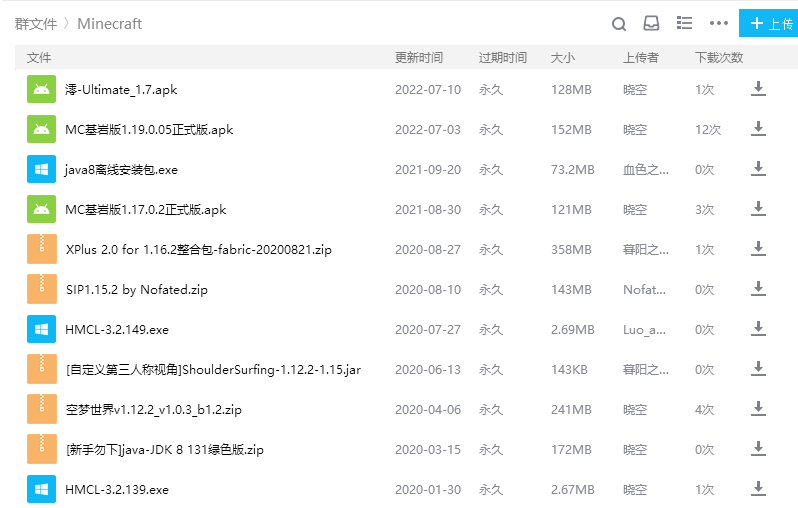 群文件 〉Minecraft 上传
文件 更新时间 过期时间 大小 上传者 下载次数
澪-Ultimate_1.7.apk 2022-07-10 永久 128MB 晓空 1次
MC基岩版1.19.0.05正式版.apk 2022-07-03 永久 152MB 晓空 12次
java8离线安装包.exe 2021-09-20 永久 73.2MB 血色之... 0次
MC基岩版1.17.0.2正式版.apk 2021-08-30 永久 121MB 晓空 3次
XPlus 2.0 for 1.16.2整合包-fabric-20200821.zip 2020-08-27 永久 358MB 暮阳之... 1次
SIP1.15.2 by Nofated.zip 2020-08-10 永久 143MB Nofat... 0次
HMCL-3.2.149.exe 2020-07-27 永久 2.69MB Luo_a... 0次
[自定义第三人称视角]ShoulderSurfing-1.12.2-1.15.jar 2020-06-13 永久 143KB 暮阳之... 0次
空梦世界v1.12.2_v1.0.3_b1.2.zip 2020-04-06 永久 241MB 晓空 4次
[新手勿下]java-JDK 8 131绿色版.zip 2020-03-15 永久 172MB 晓空 0次
HMCL-3.2.139.exe 2020-01-30 永久 2.67MB 晓空 1次